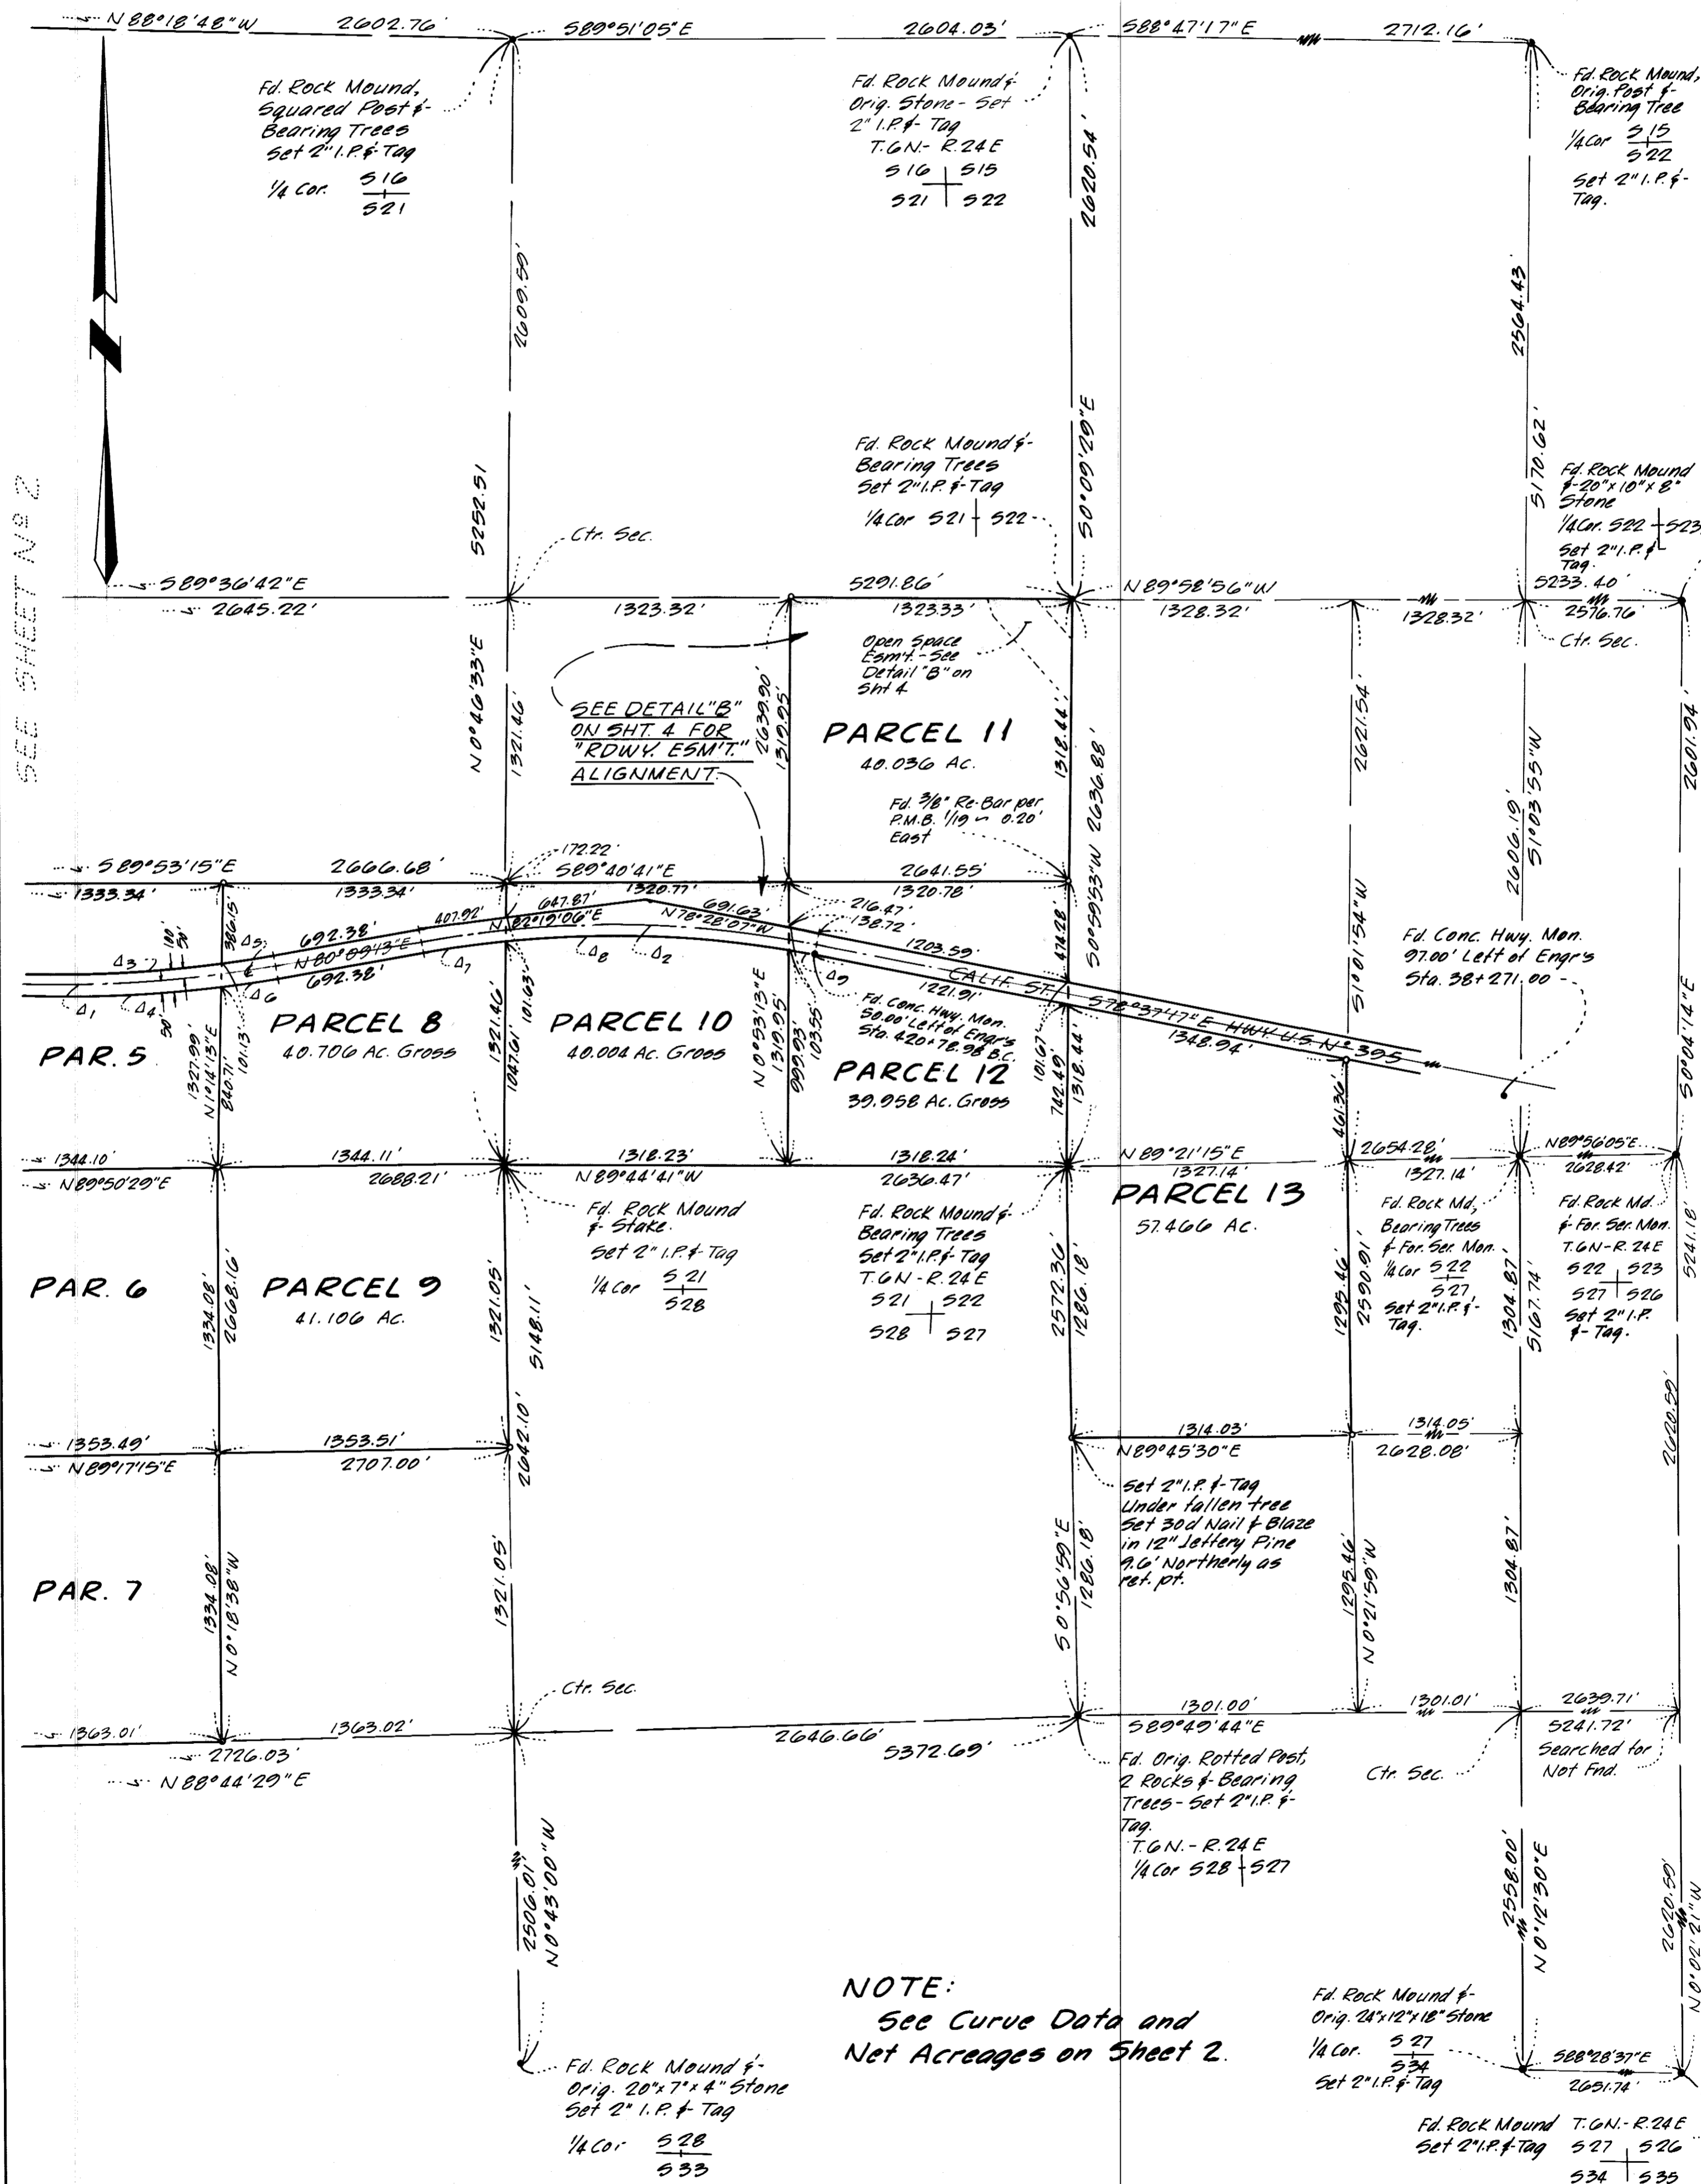 N 88°18'48"W 2602.76'
S89°51'05"E 2604.03'
S88°47'17"E 2712.16'
Fd. Rock Mound,
Squared Post &
Bearing Trees
Set 2" I.P. & Tag
1/4 Cor. S16
S21
Fd. Rock Mound &
Orig. Stone - Set
2" I.P. & Tag
T.6N.- R.24E
S16 S15
S21 S22
Fd. Rock Mound,
Orig. Post &
Bearing Tree
1/4 Cor S15
S22
Set 2" I.P. &
Tag.
2620.54'
2609.59'
2564.43'
N
SEE SHEET Nº 2
5252.51
S0°09'29"E
5170.62'
Fd. Rock Mound &
Bearing Trees
Set 2" I.P. & Tag
1/4 Cor S21 S22
Fd. Rock Mound
& 20"x10"x8"
Stone
1/4 Cor. S22 S23
Set 2" I.P. &
Tag.
Ctr. Sec.
S89°36'42"E
2645.22'
1323.32'
5291.86'
1323.33'
N89°58'56"W
1328.32'
1328.32'
5233.40'
2576.76'
Ctr. Sec.
Open Space
Esm't.- See
Detail "B" on
Sht 4
N0°46'33"E
1321.46'
SEE DETAIL "B"
ON SHT. 4 FOR
"RDWY. ESM'T."
ALIGNMENT
2639.90'
1319.95'
PARCEL 11
40.036 Ac.
1318.44'
S0°59'53"W 2636.88'
2621.54'
S1°01'54"W
2606.19'
S1°03'55"W
2601.94'
Fd. 3/8" Re-Bar per
P.M.B. 1/19 ~ 0.20'
East
S89°53'15"E 2666.68'
1333.34' 1333.34'
172.22'
S89°40'41"E 2641.55'
1320.77' 1320.78'
216.47'
138.72'
386.15'
407.92'
647.87'
691.63'
N82°19'06"E
N78°28'07"W
692.38'
N80°09'13"E
692.38'
100'
50'
50'
Δ1 Δ4 Δ3 Δ5 Δ6 Δ7 Δ8 Δ2 Δ9
474.28'
1203.59'
CALIF. ST. HWY. U.S. Nº 395
S78°37'47"E
1221.91'
1348.94'
Fd. Conc. Hwy. Mon.
97.00' Left of Engr's
Sta. 38+271.00
Fd. Conc. Hwy. Mon.
50.00' Left of Engr's
Sta. 420+78.98 B.C.
PAR. 5
1327.99'
N1°14'13"E
840.71'
101.13'
PARCEL 8
40.706 Ac. Gross
1321.46'
1047.61'
101.63'
PARCEL 10
40.004 Ac. Gross
N0°53'13"E
1319.95'
999.93'
103.55'
PARCEL 12
39.958 Ac. Gross
101.67'
742.49'
1318.44'
461.36'
S0°04'14"E
1344.10'
N89°50'29"E
1344.11'
2688.21'
1318.23'
N89°44'41"W
1318.24'
2636.47'
N89°21'15"E
1327.14'
2654.28'
1327.14'
N89°56'05"E
2628.42'
PARCEL 13
57.466 Ac.
Fd. Rock Mound
& Stake.
Set 2" I.P. & Tag
1/4 Cor S21
S28
Fd. Rock Mound &
Bearing Trees
Set 2" I.P. & Tag
T.6N - R.24E
S21 S22
S28 S27
Fd. Rock Md.,
Bearing Trees
& For. Ser. Mon.
1/4 Cor S22
S27
Set 2" I.P. &
Tag.
Fd. Rock Md.
& For. Ser. Mon.
T.6N-R.24E
S22 S23
S27 S26
Set 2" I.P.
& Tag.
PAR. 6
1334.08'
2668.16'
PARCEL 9
41.106 Ac.
1321.05'
5148.11'
2642.10'
2572.36'
1286.18'
1295.46'
2590.91'
1304.87'
5167.74'
5241.18'
1353.49'
N89°17'15"E
1353.51'
2707.00'
1314.03'
N89°45'30"E
1314.05'
2628.08'
Set 2" I.P. & Tag
Under fallen tree
Set 30d Nail & Blaze
in 12" Jeffery Pine
9.6' Northerly as
ref. pt.
2620.59'
PAR. 7
1334.08'
N0°18'38"W
1321.05'
S0°56'59"E
1286.18'
1295.46'
N0°21'59"W
1304.87'
Ctr. Sec.
1363.01'
1363.02'
2726.03'
N88°44'29"E
2646.66'
5372.69'
1301.00'
S89°49'44"E
1301.01'
2639.71'
5241.72'
Searched for
Not Fnd.
Ctr. Sec.
Fd. Orig. Rotted Post,
2 Rocks & Bearing
Trees - Set 2" I.P. &
Tag.
T.6N.- R.24E
1/4 Cor S28 S27
2506.01'
N0°43'00"W
2558.00'
N0°12'30"E
2620.59'
N0°02'21"W
NOTE:
See Curve Data and
Net Acreages on Sheet 2.
Fd. Rock Mound &
Orig. 24"x12"x18" Stone
1/4 Cor. S27
S34
Set 2" I.P. & Tag
S88°28'37"E
2651.74'
Fd. Rock Mound &
Orig. 20"x7"x4" Stone
Set 2" I.P. & Tag
1/4 Cor S28
S33
Fd. Rock Mound T.6N.-R.24E
Set 2" I.P. & Tag S27 S26
S34 S35